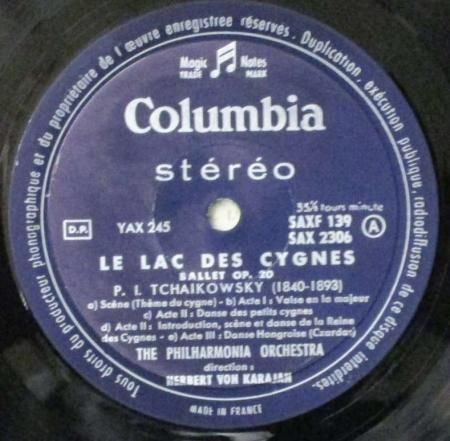 Tous droits du producteur phonographique et du propriétaire de l'œuvre enregistrée réservés. Duplication, exécution publique, radiodiffusion de ce disque interdites.
Magic Notes
TRADE MARK
Columbia
stéréo
33⅓ tours minute
D.P. YAX 245 SAXF 139 A
SAX 2306
LE LAC DES CYGNES
BALLET OP. 20
P. I. TCHAIKOWSKY (1840-1893)
a) Scène (Thème du cygne) - b) Acte I : Valse en la majeur
c) Acte II : Danse des petits cygnes
d) Acte II : Introduction, scène et danse de la Reine
des Cygnes - e) Acte III : Danse Hongroise (Czardas)
THE PHILHARMONIA ORCHESTRA
direction :
HERBERT VON KARAJAN
MADE IN FRANCE